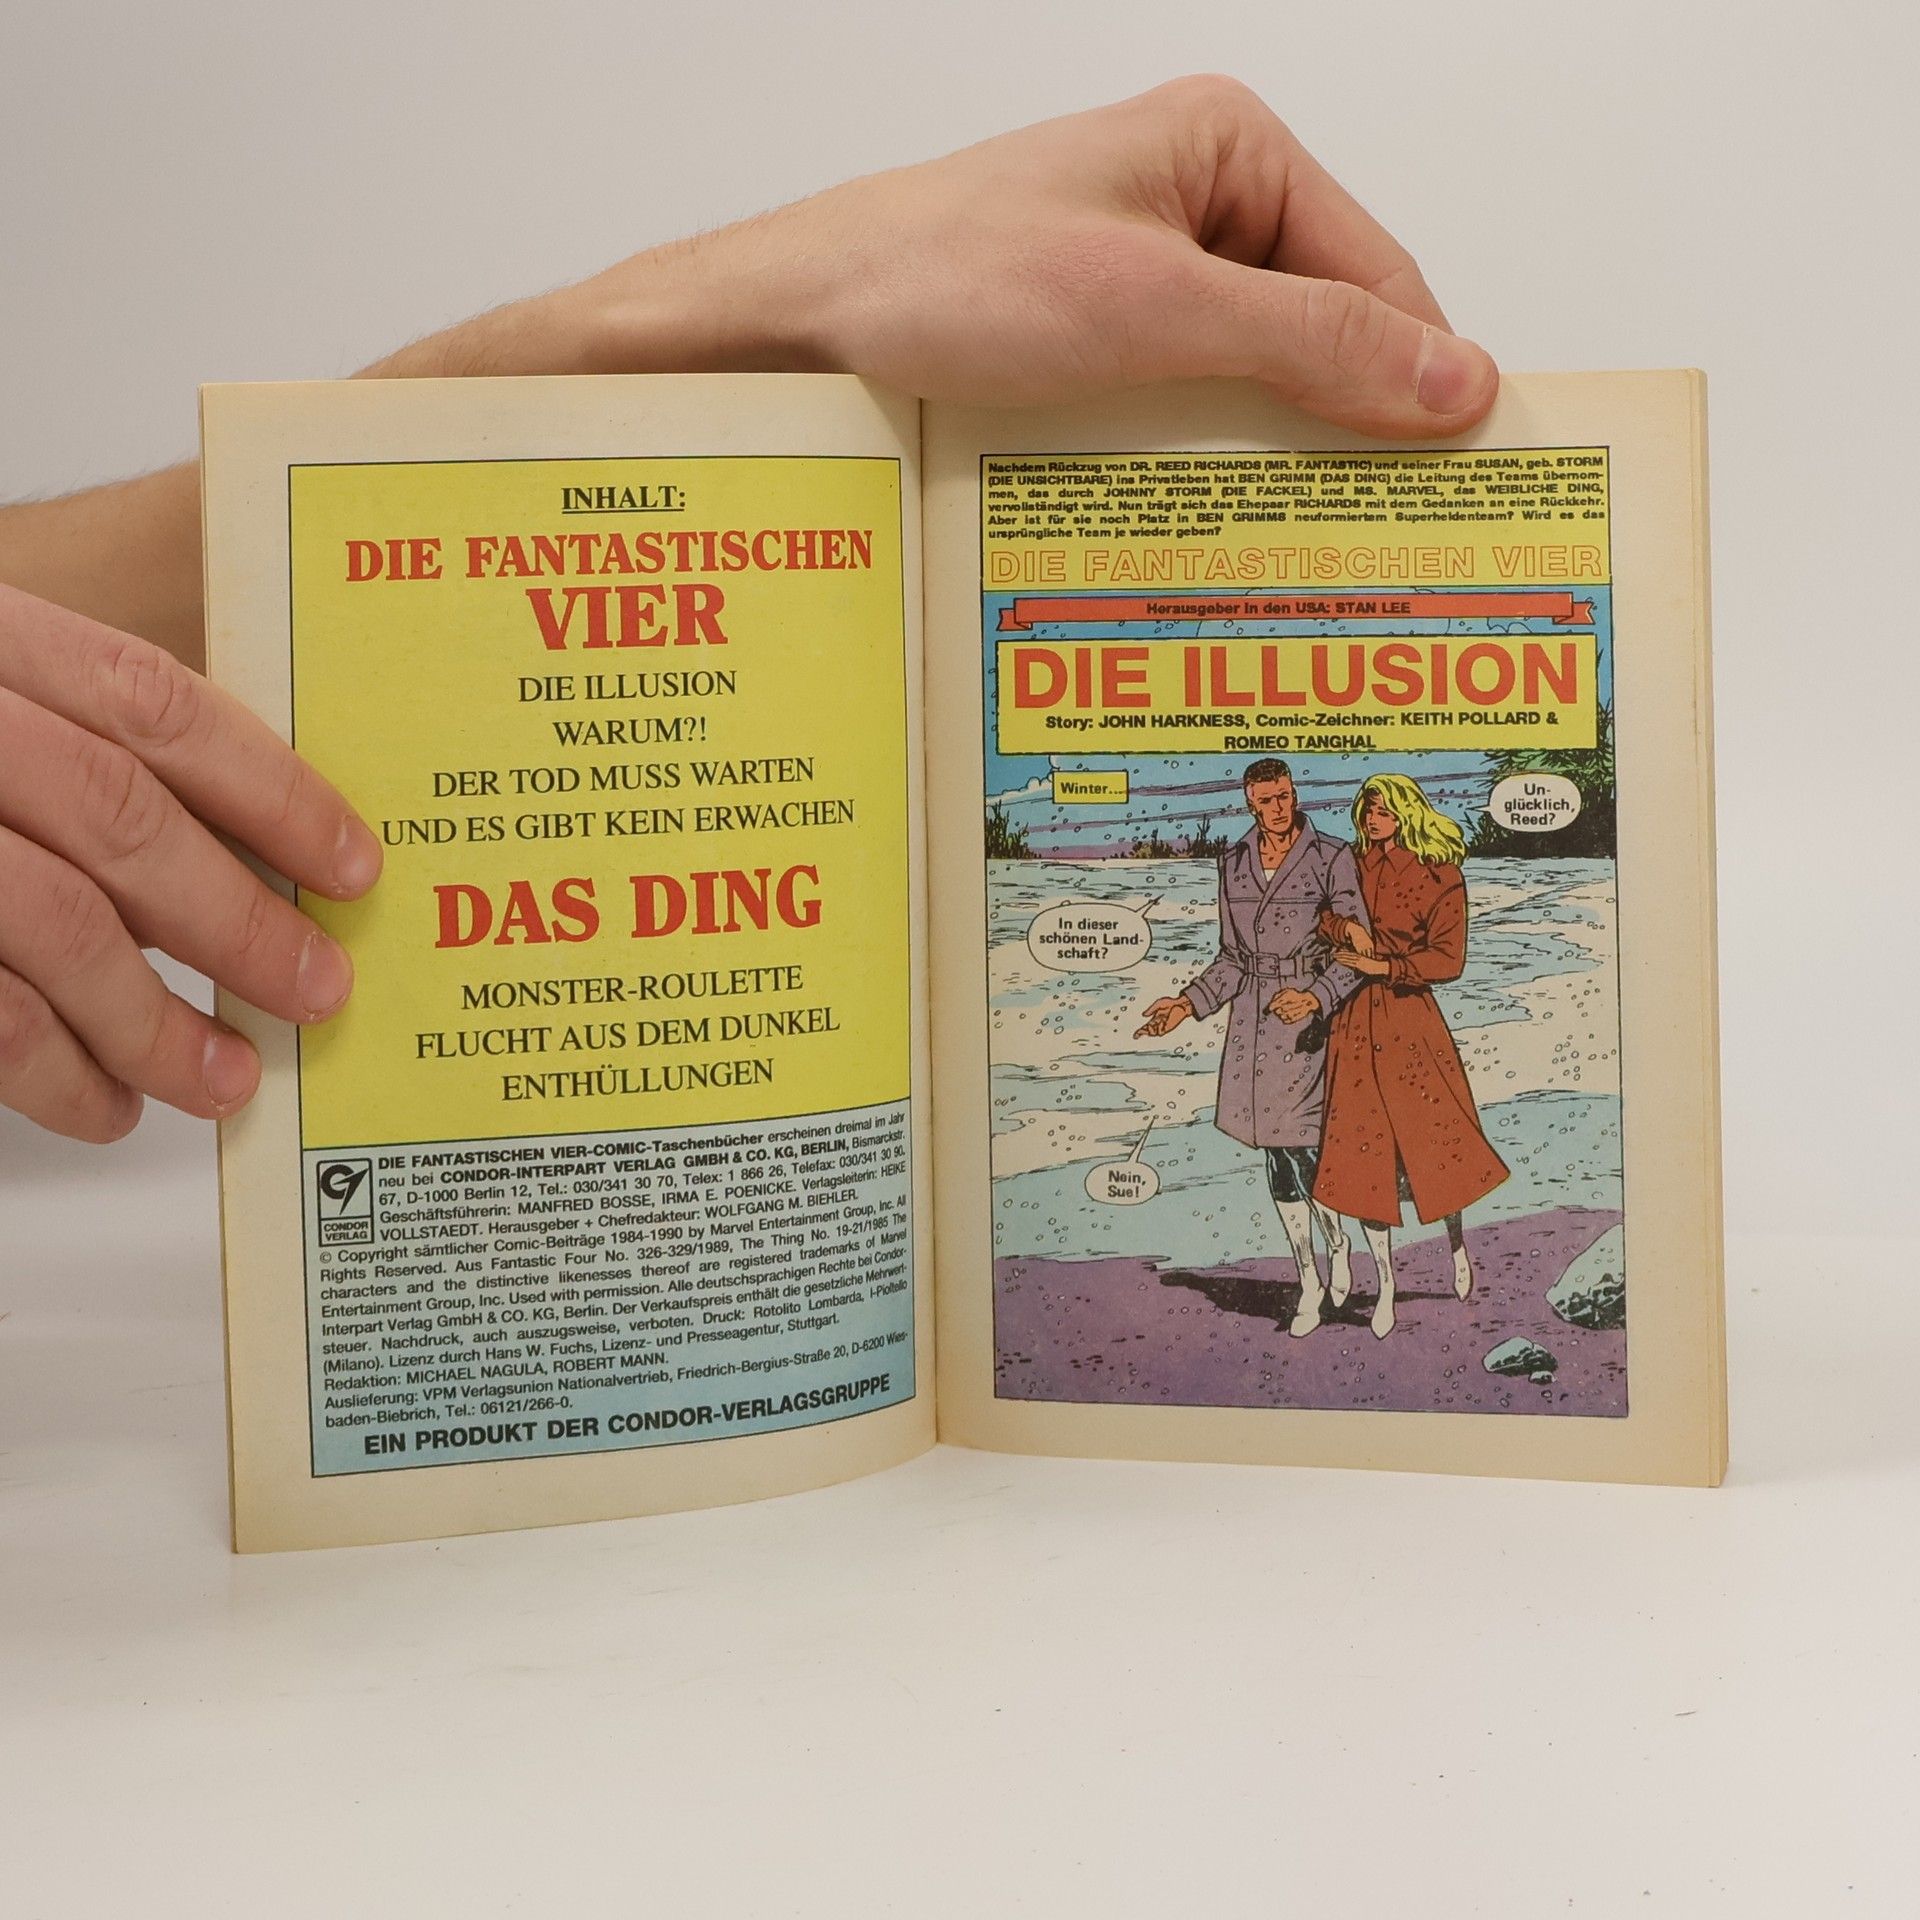 INHALT:
DIE FANTASTISCHEN
VIER
DIE ILLUSION
WARUM?!
DER TOD MUSS WARTEN
UND ES GIBT KEIN ERWACHEN
DAS DING
MONSTER-ROULETTE
FLUCHT AUS DEM DUNKEL
ENTHÜLLUNGEN
CONDOR
VERLAG
DIE FANTASTISCHEN VIER-COMIC-Taschenbücher erscheinen dreimal im Jahr
neu bei CONDOR-INTERPART VERLAG GMBH & CO. KG, BERLIN, Bismarckstr.
67, D-1000 Berlin 12, Tel.: 030/341 30 70, Telex: 1 866 26, Telefax: 030/341 30 90.
Geschäftsführerin: MANFRED BOSSE, IRMA E. POENICKE. Verlagsleiterin: HEIKE
VOLLSTAEDT. Herausgeber + Chefredakteur: WOLFGANG M. BIEHLER.
© Copyright sämtlicher Comic-Beiträge 1984-1990 by Marvel Entertainment Group, Inc. All
Rights Reserved. Aus Fantastic Four No. 326-329/1989, The Thing No. 19-21/1985 The
characters and the distinctive likenesses thereof are registered trademarks of Marvel
Entertainment Group, Inc. Used with permission. Alle deutschsprachigen Rechte bei Condor-
Interpart Verlag GmbH & CO. KG, Berlin. Der Verkaufspreis enthält die gesetzliche Mehrwert-
steuer. Nachdruck, auch auszugsweise, verboten. Druck: Rotolito Lombarda, I-Pioltello
(Milano). Lizenz durch Hans W. Fuchs, Lizenz- und Presseagentur, Stuttgart.
Redaktion: MICHAEL NAGULA, ROBERT MANN.
Auslieferung: VPM Verlagsunion Nationalvertrieb, Friedrich-Bergius-Straße 20, D-6200 Wies-
baden-Biebrich, Tel.: 06121/266-0.
EIN PRODUKT DER CONDOR-VERLAGSGRUPPE
Nachdem Rückzug von DR. REED RICHARDS (MR. FANTASTIC) und seiner Frau SUSAN, geb. STORM
(DIE UNSICHTBARE) ins Privatleben hat BEN GRIMM (DAS DING) die Leitung des Teams übernom-
men, das durch JOHNNY STORM (DIE FACKEL) und MS. MARVEL, das WEIBLICHE DING,
vervollständigt wird. Nun trägt sich das Ehepaar RICHARDS mit dem Gedanken an eine Rückkehr.
Aber ist für sie noch Platz in BEN GRIMMS neuformiertem Superheldenteam? Wird es das
ursprüngliche Team je wieder geben?
DIE FANTASTISCHEN VIER
Herausgeber in den USA: STAN LEE
DIE ILLUSION
Story: JOHN HARKNESS, Comic-Zeichner: KEITH POLLARD &
ROMEO TANGHAL
Winter...
Un-
glücklich,
Reed?
In dieser
schönen Land-
schaft?
Nein,
Sue!